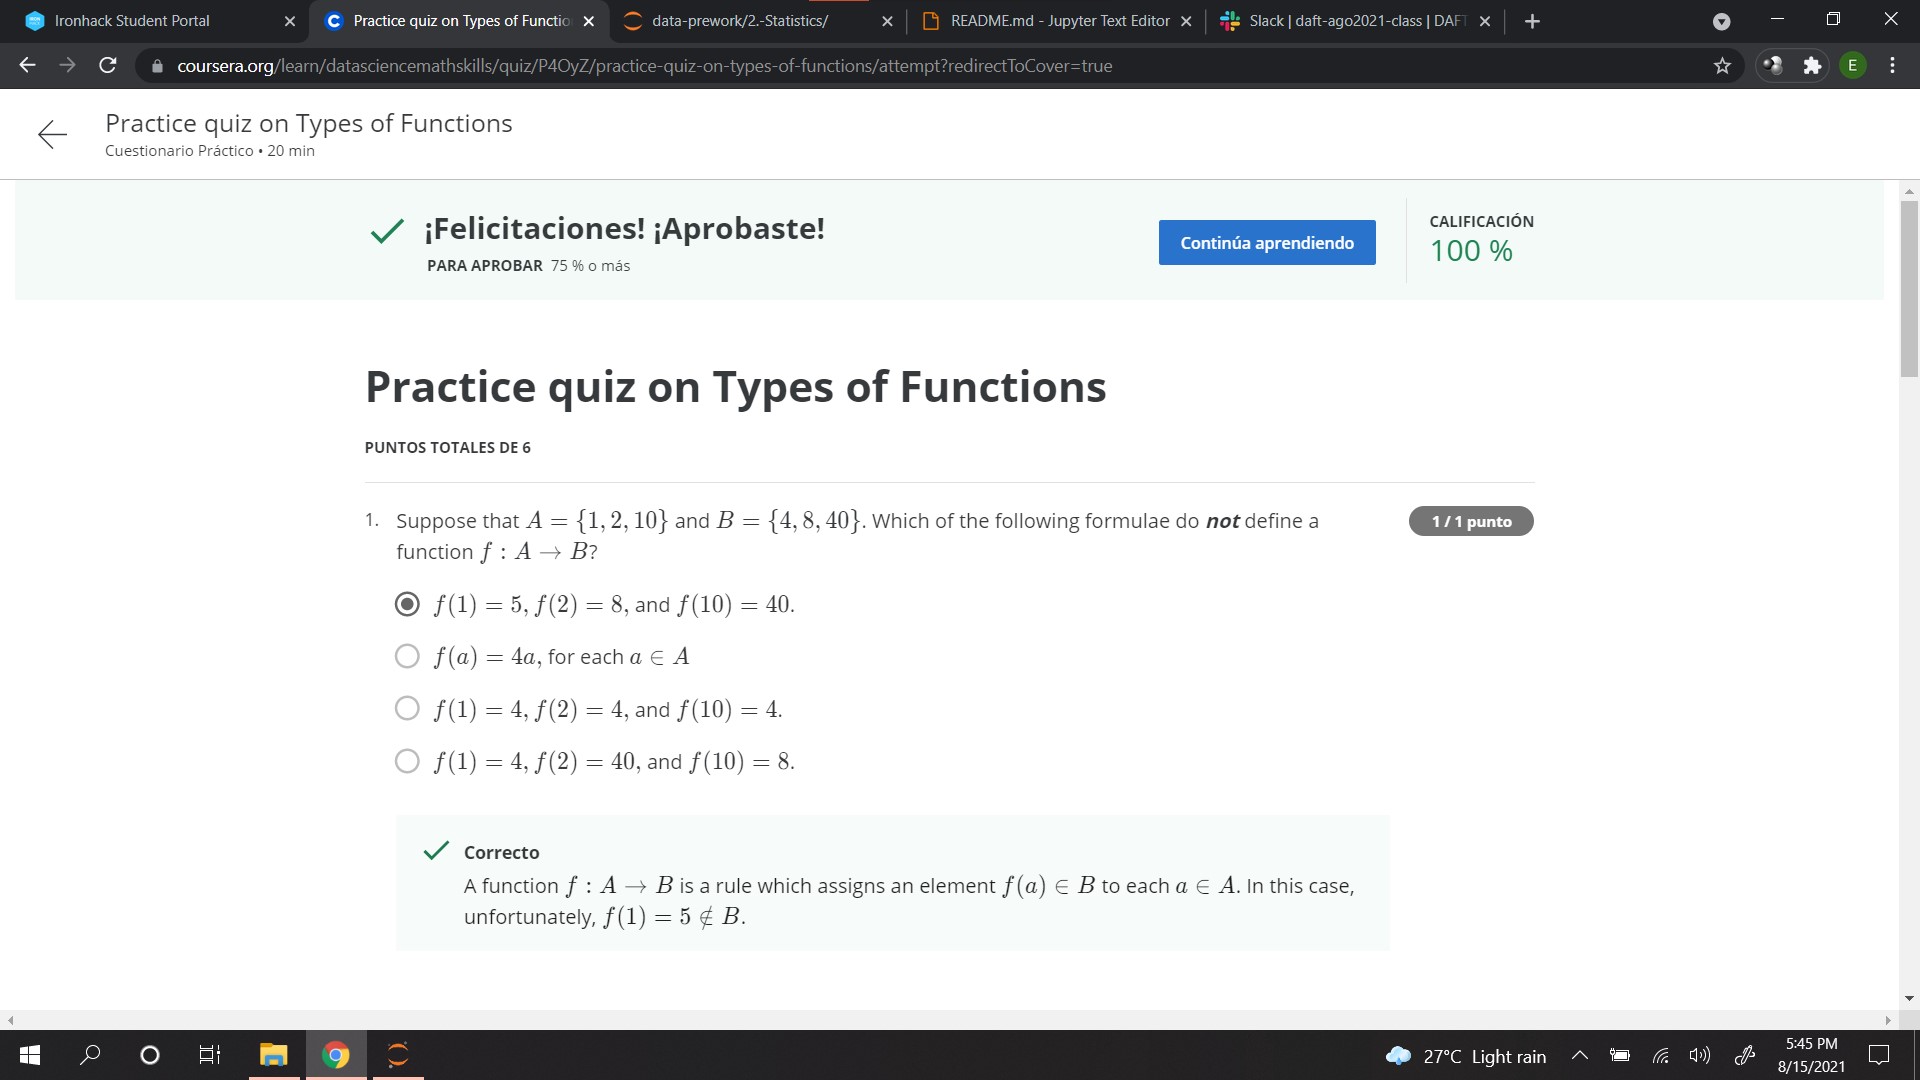 Ironhack Student Portal
Practice quiz on Types of Functio
data-prework/2.-Statistics/
README.md - Jupyter Text Editor
Slack | daft-ago2021-class | DAFT
coursera.org/learn/datasciencemathskills/quiz/P4OyZ/practice-quiz-on-types-of-functions/attempt?redirectToCover=true
E
Practice quiz on Types of Functions
Cuestionario Práctico • 20 min
¡Felicitaciones! ¡Aprobaste!
PARA APROBAR 75 % o más
Continúa aprendiendo
CALIFICACIÓN
100 %
Practice quiz on Types of Functions
PUNTOS TOTALES DE 6
1. Suppose that A = {1, 2, 10} and B = {4, 8, 40}. Which of the following formulae do not define a
function f : A → B?
1 / 1 punto
f(1) = 5, f(2) = 8, and f(10) = 40.
f(a) = 4a, for each a ∈ A
f(1) = 4, f(2) = 4, and f(10) = 4.
f(1) = 4, f(2) = 40, and f(10) = 8.
Correcto
A function f : A → B is a rule which assigns an element f(a) ∈ B to each a ∈ A. In this case,
unfortunately, f(1) = 5 ∉ B.
27°C Light rain
5:45 PM
8/15/2021